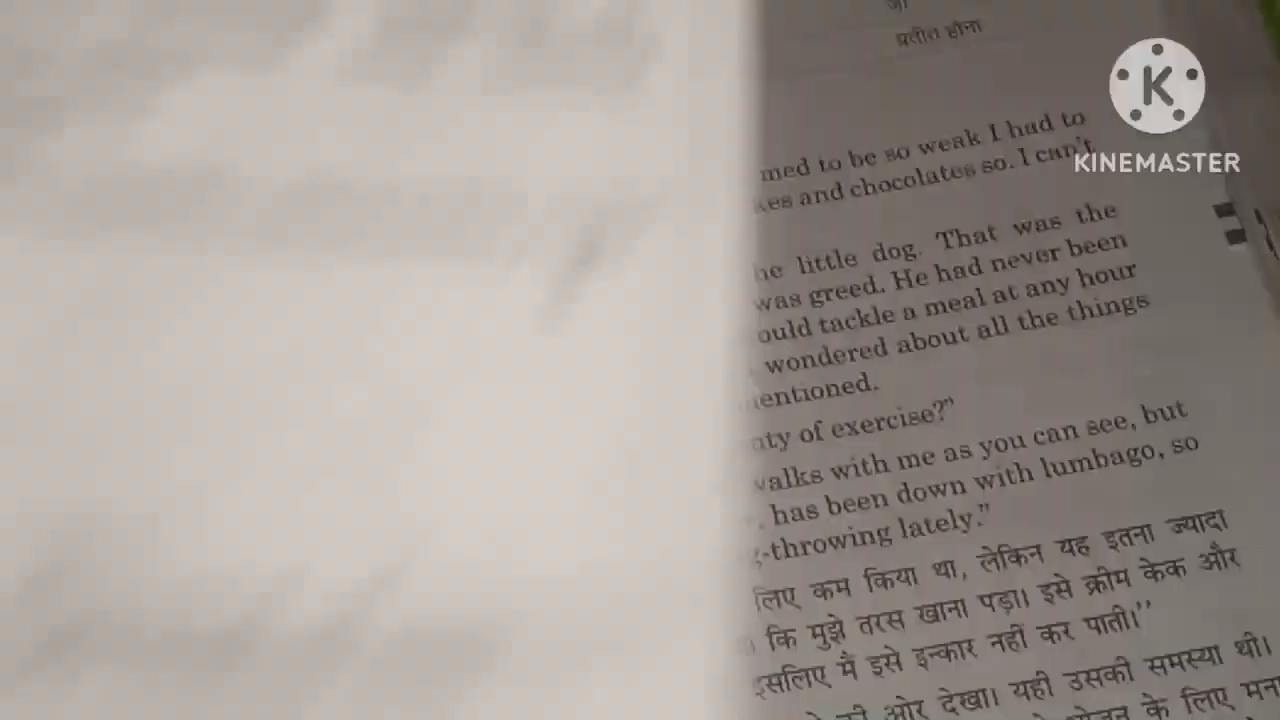 प्रतीत होना
K
KINEMASTER
med to be so weak I had to
kes and chocolates so. I can't
he little dog. That was the
was greed. He had never been
ould tackle a meal at any hour
wondered about all the things
entioned.
nty of exercise?"
walks with me as you can see, but
has been down with lumbago, so
g-throwing lately."
लिए कम किया था, लेकिन यह इतना ज्यादा
कि मुझे तरस खाना पड़ा। इसे क्रीम केक और
इसलिए मैं इसे इन्कार नहीं कर पाती।"
की ओर देखा। यही उसकी समस्या थी।
के लिए मना